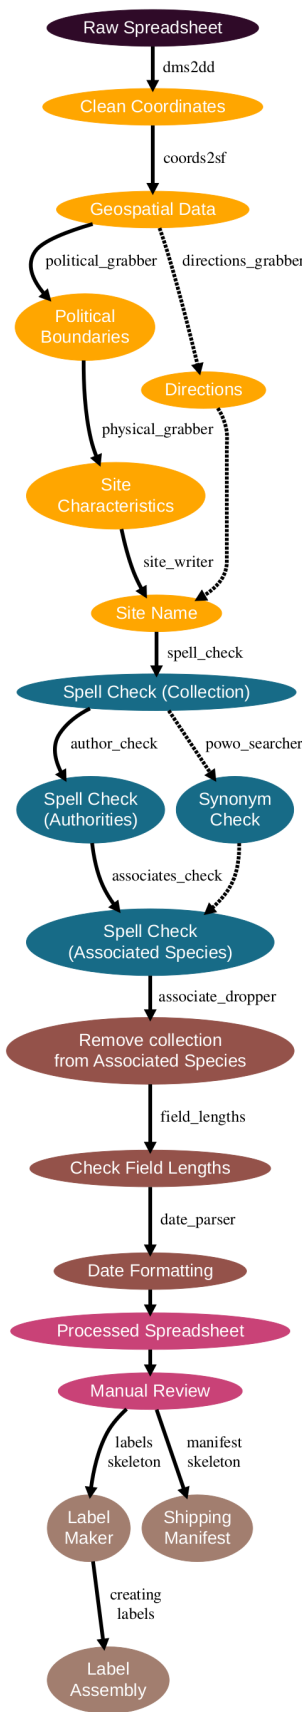 Raw Spreadsheet
dms2dd
Clean Coordinates
coords2sf
Geospatial Data
political_grabber
directions_grabber
Political
Boundaries
Directions
physical_grabber
Site
Characteristics
site_writer
Site Name
spell_check
Spell Check (Collection)
author_check
powo_searcher
Spell Check
(Authorities)
Synonym
Check
associates_check
Spell Check
(Associated Species)
associate_dropper
Remove collection
from Associated Species
field_lengths
Check Field Lengths
date_parser
Date Formatting
Processed Spreadsheet
Manual Review
labels
skeleton
manifest
skeleton
Label
Maker
Shipping
Manifest
creating
labels
Label
Assembly